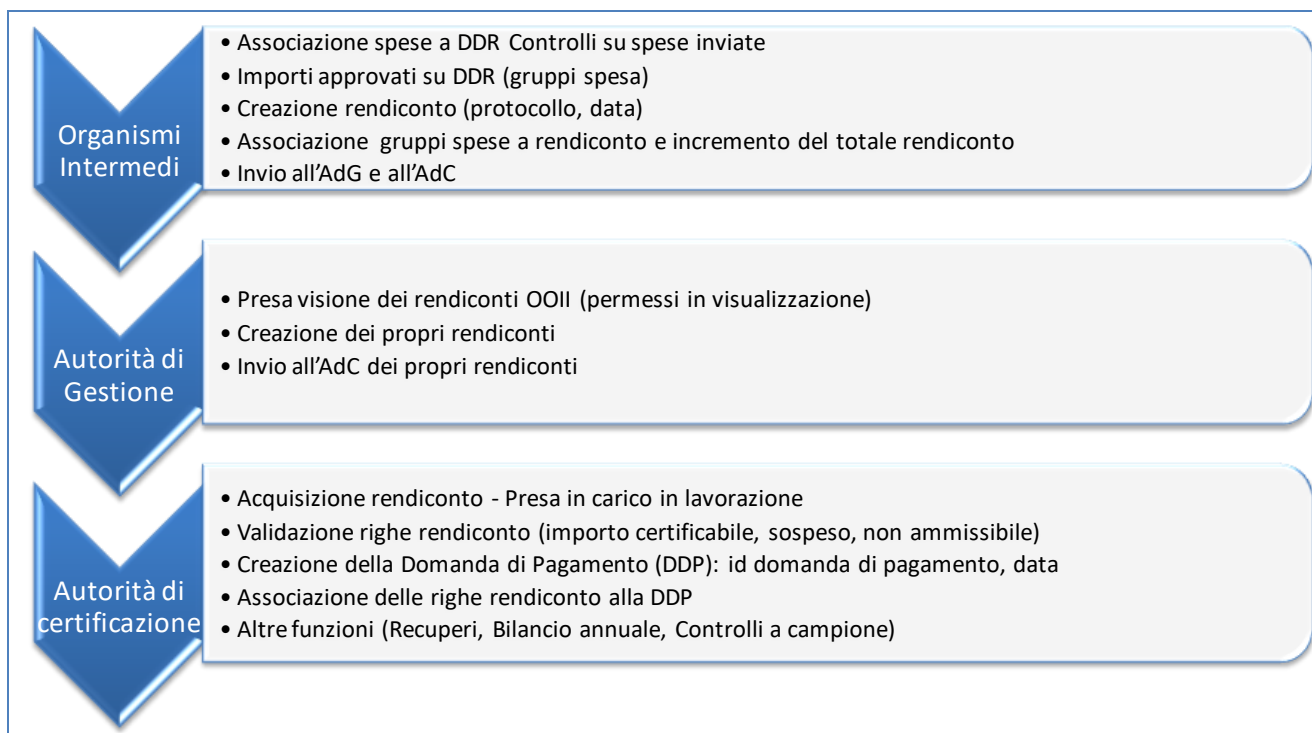 Organismi
Intermedi
• Associazione spese a DDR Controlli su spese inviate
• Importi approvati su DDR (gruppi spesa)
• Creazione rendiconto (protocollo, data)
• Associazione gruppi spese a rendiconto e incremento del totale rendiconto
• Invio all’AdG e all’AdC
Autorità di
Gestione
• Presa visione dei rendiconti OOII (permessi in visualizzazione)
• Creazione dei propri rendiconti
• Invio all’AdC dei propri rendiconti
Autorità di
certificazione
• Acquisizione rendiconto - Presa in carico in lavorazione
• Validazione righe rendiconto (importo certificabile, sospeso, non ammissibile)
• Creazione della Domanda di Pagamento (DDP): id domanda di pagamento, data
• Associazione delle righe rendiconto alla DDP
• Altre funzioni (Recuperi, Bilancio annuale, Controlli a campione)